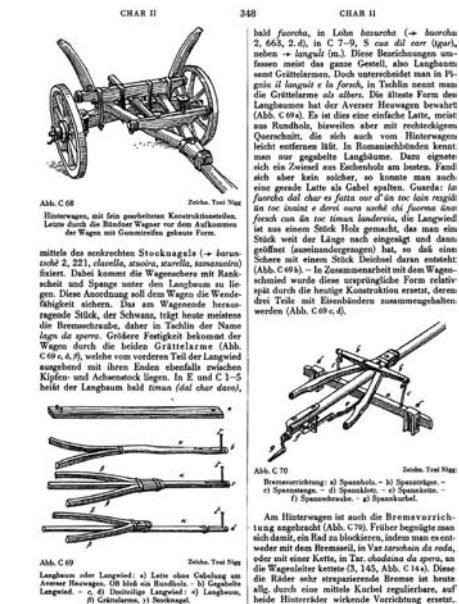 CHAR II
348
CHAR II
Abb. C 68
Zeichn. Toni Nigg
Hinterwagen, mit fein gearbeiteten Konstruktionsteilen.
Letzte durch die Bündner Wagner vor dem Aufkommen
der Wagen mit Gummireifen gebaute Form.
mittels des senkrechten Stocknagels (→ barun-
tschè 2, 221, clavella, stuaira, sturella, tamanaira)
fixiert. Dabei kommt die Wagenschere mit Rank-
scheit und Spange unter den Langbaum zu lie-
gen. Diese Anordnung soll dem Wagen die Wende-
fähigkeit sichern. Das am Wagenende heraus-
ragende Stück, der Schwanz, trägt heute meistens
die Bremsschraube, daher in Tschlin der Name
lagn da sperra. Größere Festigkeit bekommt der
Wagen durch die beiden Grättelarme (Abb.
C 69 c, d, β), welche vom vorderen Teil der Langwied
ausgehend mit ihren Enden ebenfalls zwischen
Kipfen- und Achsenstock liegen. In E und C 1–5
heißt der Langbaum bald timun (dal char davo),
Abb. C 69
Zeichn. Toni Nigg
Langbaum oder Langwied: a) Latte ohne Gabelung am
Averser Heuwagen. Oft bloß ein Rundholz. – b) Gegabelte
Langwied. – c, d) Dreiteilige Langwied: α) Langbaum,
β) Grättelarme, γ) Stocknagel.
bald fuorcha, in Lohn bavurcha (→ buorcha
2, 663, 2. d), in C 7–9, S cua dil carr (tgar),
neben → languit (m.). Diese Bezeichnungen um-
fassen meist das ganze Gestell, also Langbaum
samt Grättelarmen. Doch unterscheidet man in Pi-
gniu il languit e la forsch, in Tschlin nennt man
die Grättelarme als albers. Die älteste Form des
Langbaumes hat der Averser Heuwagen bewahrt
(Abb. C 69 a). Es ist dies eine einfache Latte, meist
aus Rundholz, bisweilen aber mit rechteckigem
Querschnitt, die sich auch vom Hinterwagen
leicht entfernen läßt. In Romanischbünden kennt
man nur gegabelte Langbäume. Dazu eignete
sich ein Zwiesel aus Eschenholz am besten. Fand
sich aber kein solcher, so konnte man auch
eine gerade Latte als Gabel spalten. Guarda: la
fuorcha dal char es fatta our d'ün toc lain resgià
ün toc inaint e dervi oura uschè chi fuorma üna
forsch cun ün toc timun landervia, die Langwied
ist aus einem Stück Holz gemacht, das man ein
Stück weit der Länge nach eingesägt und dann
geöffnet (auseinandergezogen) hat, so daß eine
Schere mit einem Stück Deichsel daran entsteht
(Abb. C 69 b). – In Zusammenarbeit mit dem Wagen-
schmied wurde diese ursprüngliche Form relativ
spät durch die heutige Konstruktion ersetzt, deren
drei Teile mit Eisenbändern zusammengehalten
werden (Abb. C 69 c, d).
Abb. C 70
Zeichn. Toni Nigg
Bremsvorrichtung: a) Spannholz. – b) Spannträger. –
c) Spannstange. – d) Spannklotz. – e) Spannkette. –
f) Spannschraube. – g) Spannkurbel.
Am Hinterwagen ist auch die Bremsvorrich-
tung angebracht (Abb. C 70). Früher begnügte man
sich damit, ein Rad zu blockieren, indem man es ent-
weder mit dem Bremsseil, in Vaz tarschein da roda,
oder mit einer Kette, in Tar. chadaina da spera, an
die Wagenleiter kettete (3, 145, Abb. C 14 a). Diese
die Räder sehr strapazierende Bremse ist heute
allg. durch eine mittels Kurbel regulierbare, auf
beide Hinterräder wirkende Vorrichtung ersetzt.